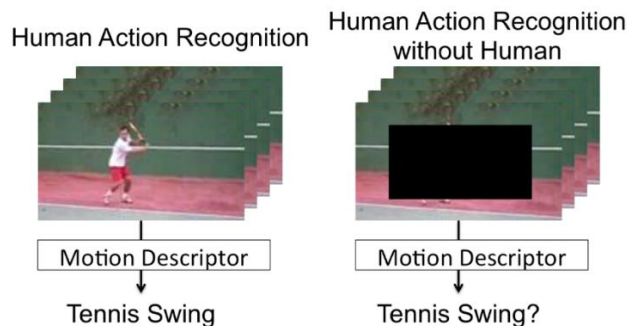 Human Action Recognition
Motion Descriptor
Tennis Swing
Human Action Recognition
without Human
Motion Descriptor
Tennis Swing?